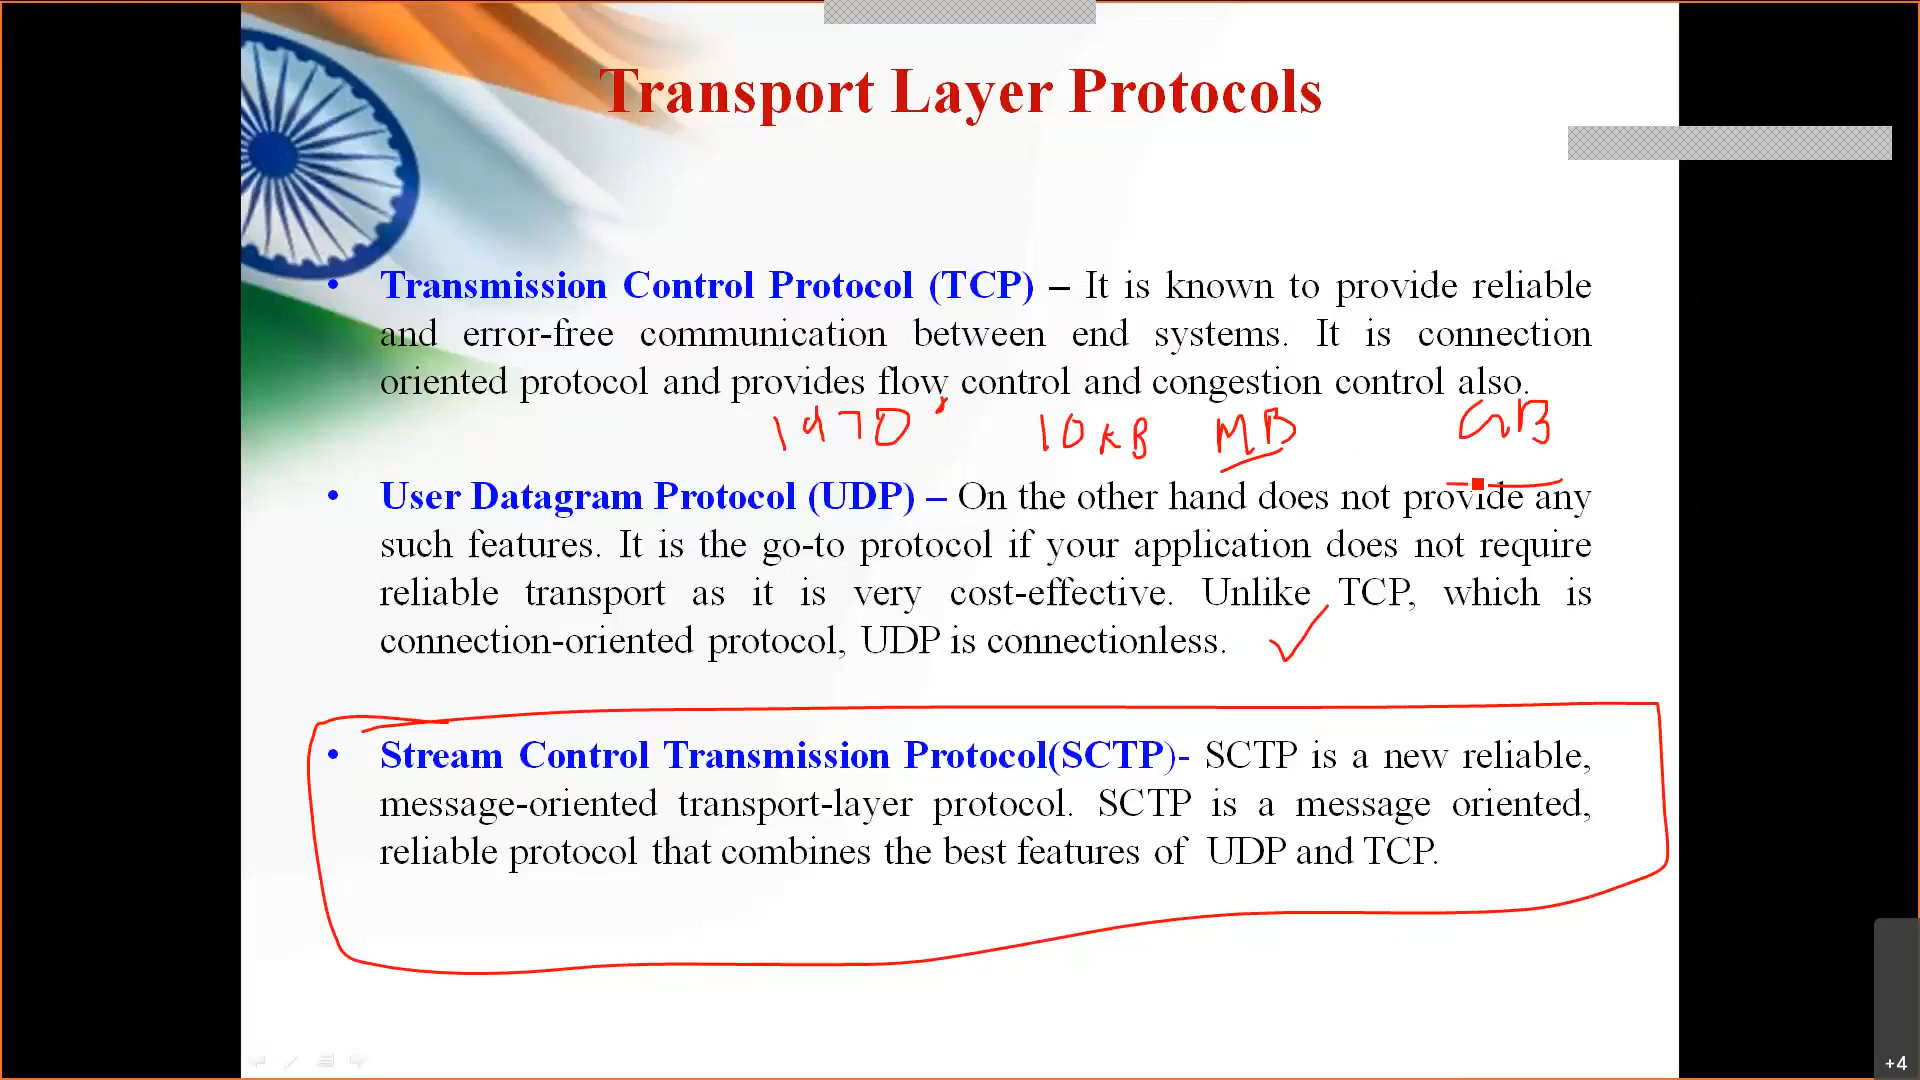 Transport Layer Protocols
• Transmission Control Protocol (TCP) – It is known to provide reliable
and error-free communication between end systems. It is connection
oriented protocol and provides flow control and congestion control also.
1970' 10KB MB GB
• User Datagram Protocol (UDP) – On the other hand does not provide any
such features. It is the go-to protocol if your application does not require
reliable transport as it is very cost-effective. Unlike TCP, which is
connection-oriented protocol, UDP is connectionless.
• Stream Control Transmission Protocol(SCTP)- SCTP is a new reliable,
message-oriented transport-layer protocol. SCTP is a message oriented,
reliable protocol that combines the best features of UDP and TCP.
+4